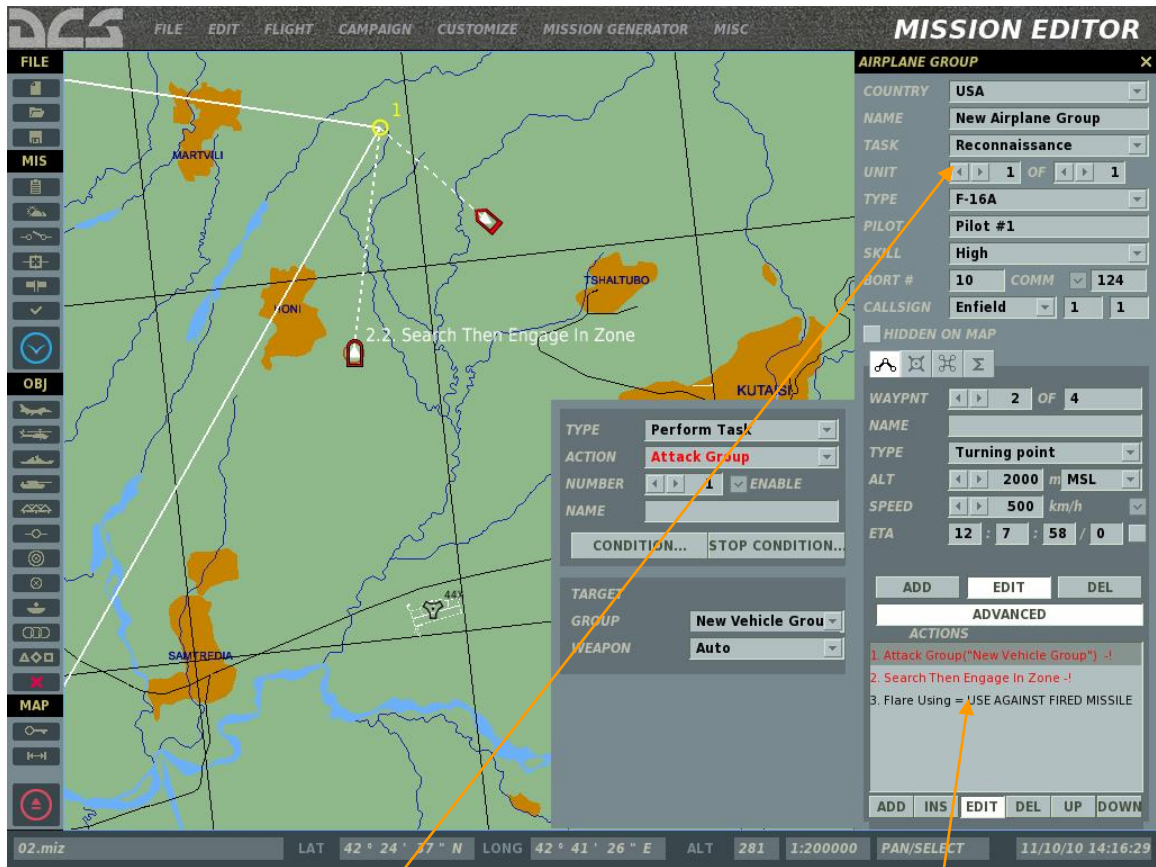 DCS FILE EDIT FLIGHT CAMPAIGN CUSTOMIZE MISSION GENERATOR MISC MISSION EDITOR
FILE
MIS
OBJ
MAP
1
MARTVILI
TSHALTUBO
2.2. Search Then Engage In Zone
KUTAISI
44X
SAMTREDIA
TYPE Perform Task
ACTION Attack Group
NUMBER 1 ENABLE
NAME
CONDITION... STOP CONDITION...
TARGET
GROUP New Vehicle Grou
WEAPON Auto
AIRPLANE GROUP X
COUNTRY USA
NAME New Airplane Group
TASK Reconnaissance
UNIT 1 OF 1
TYPE F-16A
PILOT Pilot #1
SKILL High
BORT # 10 COMM 124
CALLSIGN Enfield 1 1
HIDDEN ON MAP
WAYPNT 2 OF 4
NAME
TYPE Turning point
ALT 2000 m MSL
SPEED 500 km/h
ETA 12 : 7 : 58 / 0
ADD EDIT DEL
ADVANCED
ACTIONS
1. Attack Group("New Vehicle Group") -!
2. Search Then Engage In Zone -!
3. Flare Using = USE AGAINST FIRED MISSILE
ADD INS EDIT DEL UP DOWN
02.miz LAT 42 ° 24 ' 37 " N LONG 42 ° 41 ' 26 " E ALT 281 1:200000 PAN/SELECT 11/10/10 14:16:29